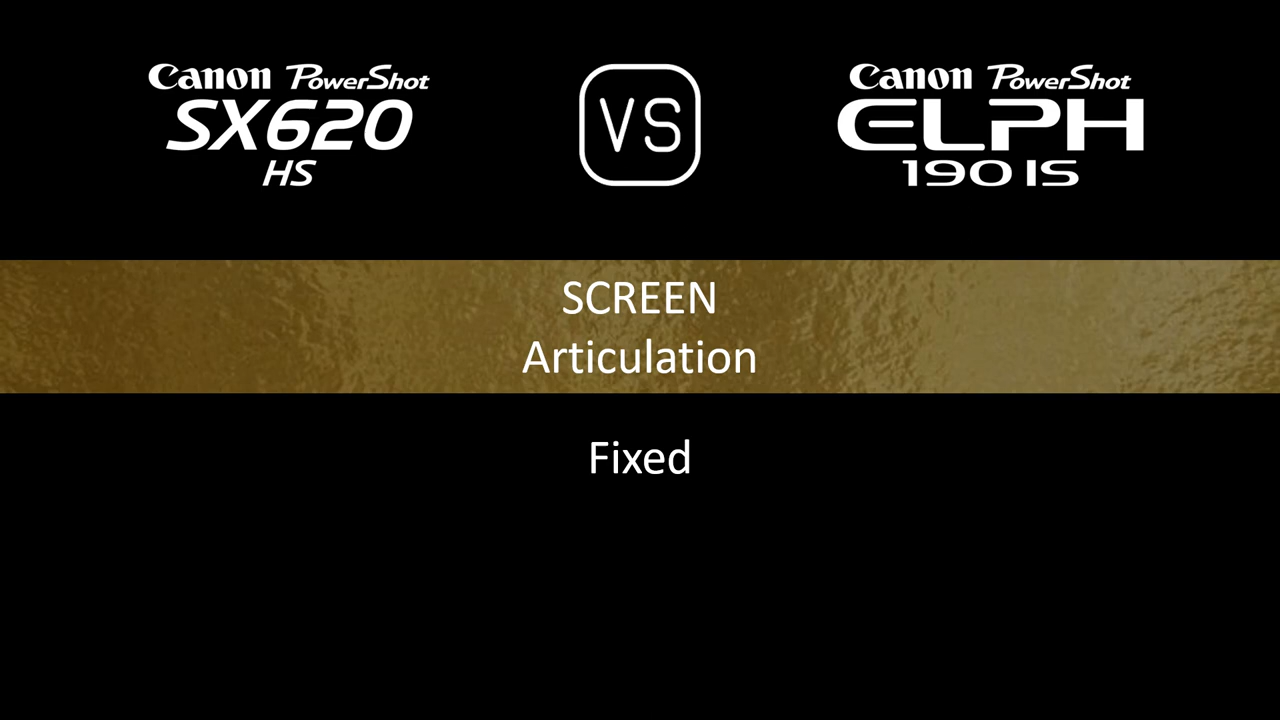 Canon PowerShot
SX620
HS
VS
Canon PowerShot
ELPH
190 IS
SCREEN
Articulation
Fixed